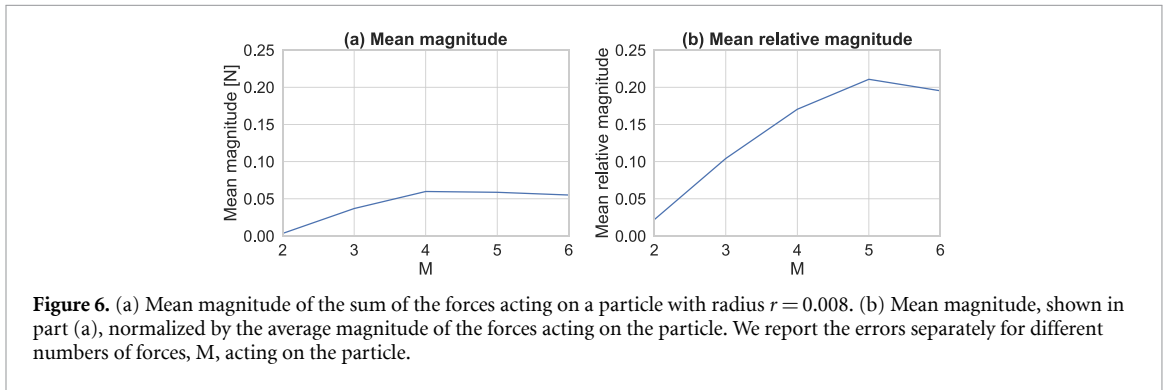 (a) Mean magnitude
(b) Mean relative magnitude
Mean magnitude [N]
0.25
0.20
0.15
0.10
0.05
0.00
2 3 4 5 6
M
Mean relative magnitude
0.25
0.20
0.15
0.10
0.05
0.00
2 3 4 5 6
M
Figure 6. (a) Mean magnitude of the sum of the forces acting on a particle with radius r = 0.008. (b) Mean magnitude, shown in
part (a), normalized by the average magnitude of the forces acting on the particle. We report the errors separately for different
numbers of forces, M, acting on the particle.